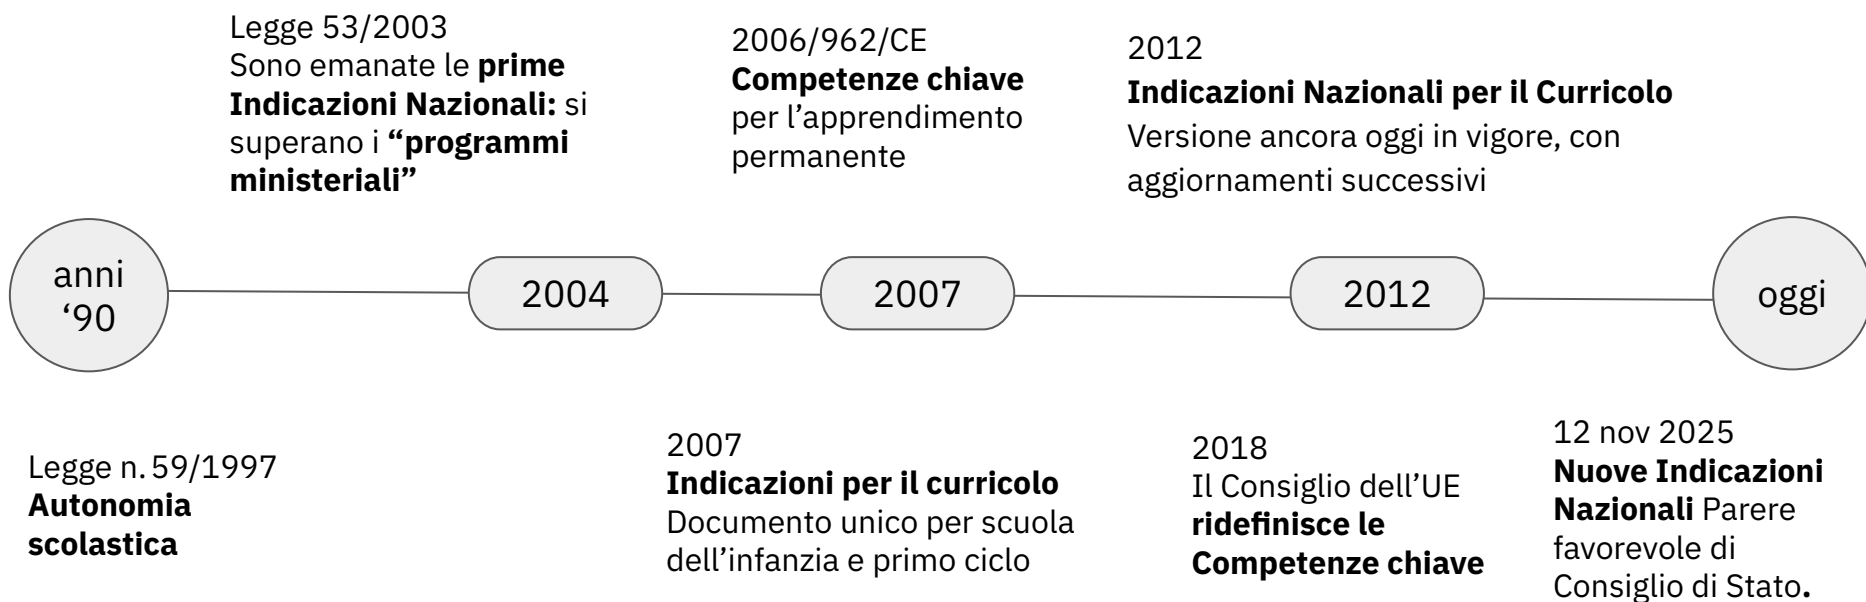 Legge 53/2003
Sono emanate le prime
Indicazioni Nazionali: si
superano i “programmi
ministeriali”
2006/962/CE
Competenze chiave
per l’apprendimento
permanente
2012
Indicazioni Nazionali per il Curricolo
Versione ancora oggi in vigore, con
aggiornamenti successivi
anni
‘90
2004
2007
2012
oggi
Legge n. 59/1997
Autonomia
scolastica
2007
Indicazioni per il curricolo
Documento unico per scuola
dell’infanzia e primo ciclo
2018
Il Consiglio dell’UE
ridefinisce le
Competenze chiave
12 nov 2025
Nuove Indicazioni
Nazionali Parere
favorevole di
Consiglio di Stato.